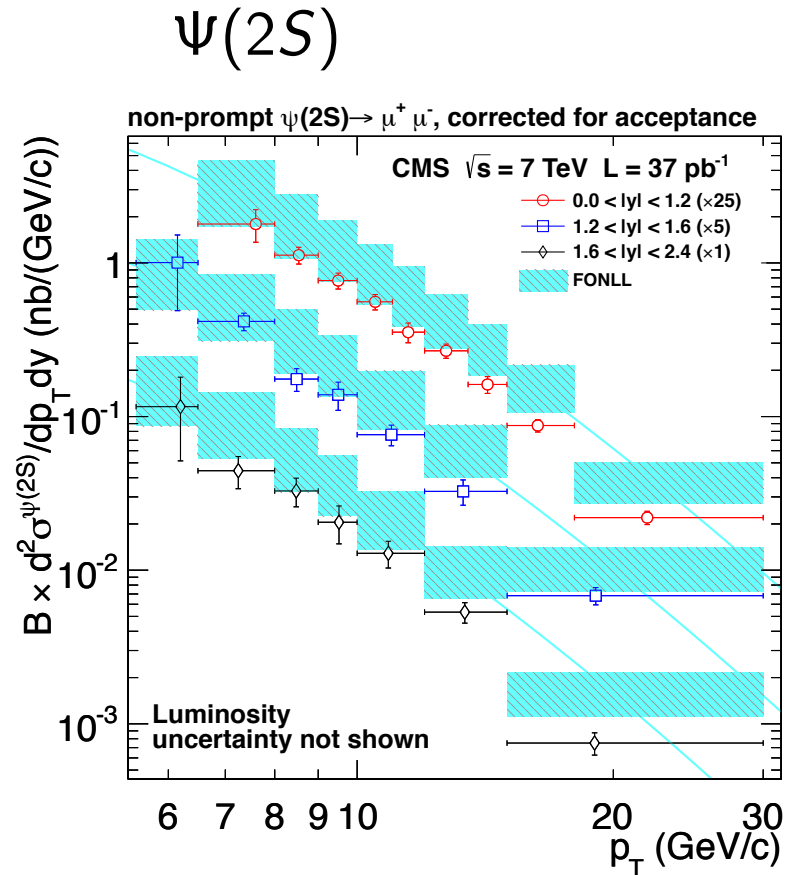 Ψ(2S)
non-prompt ψ(2S)→ μ⁺ μ⁻, corrected for acceptance
CMS √s = 7 TeV L = 37 pb⁻¹
0.0 < |y| < 1.2 (×25)
1.2 < |y| < 1.6 (×5)
1.6 < |y| < 2.4 (×1)
FONLL
B × d²σ^ψ(2S)/dp_T dy (nb/(GeV/c))
1
10⁻¹
10⁻²
10⁻³
Luminosity
uncertainty not shown
6 7 8 9 10 20 30
p_T (GeV/c)